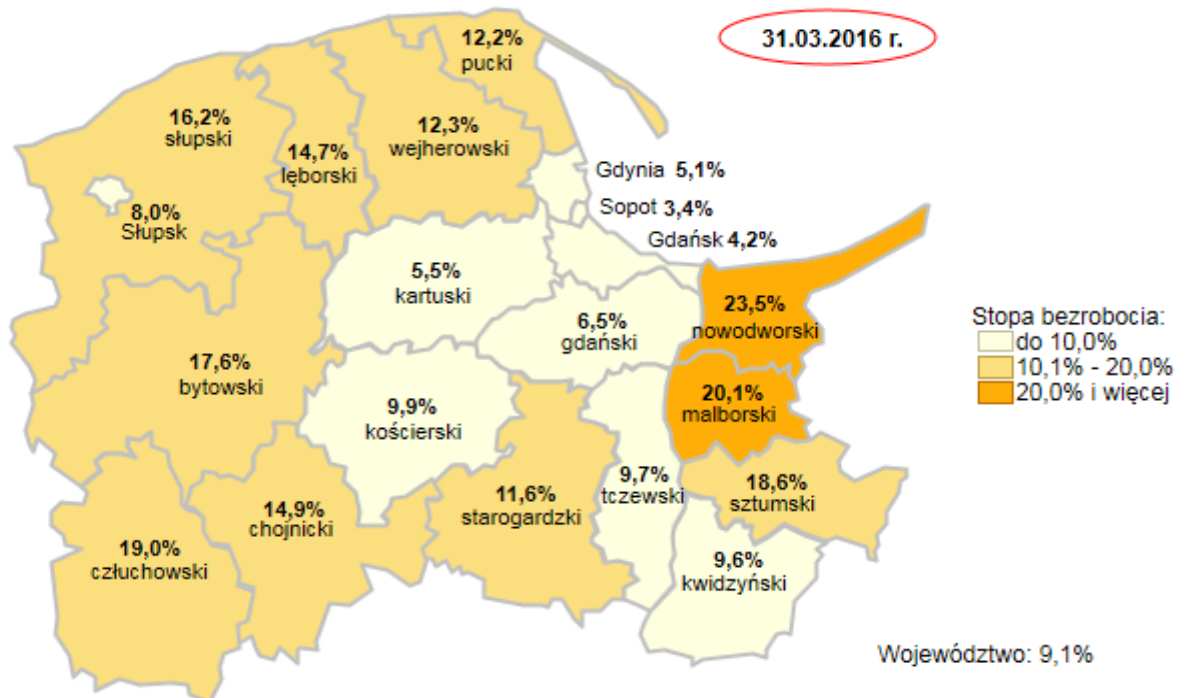 31.03.2016 r.
12,2%
pucki
16,2%
słupski
12,3%
wejherowski
14,7%
lęborski
Gdynia 5,1%
Sopot 3,4%
8,0%
Słupsk
Gdańsk 4,2%
5,5%
kartuski
23,5%
nowodworski
6,5%
gdański
Stopa bezrobocia:
do 10,0%
10,1% - 20,0%
20,0% i więcej
17,6%
bytowski
20,1%
malborski
9,9%
kościerski
9,7%
tczewski
18,6%
sztumski
11,6%
starogardzki
14,9%
chojnicki
19,0%
człuchowski
9,6%
kwidzyński
Województwo: 9,1%